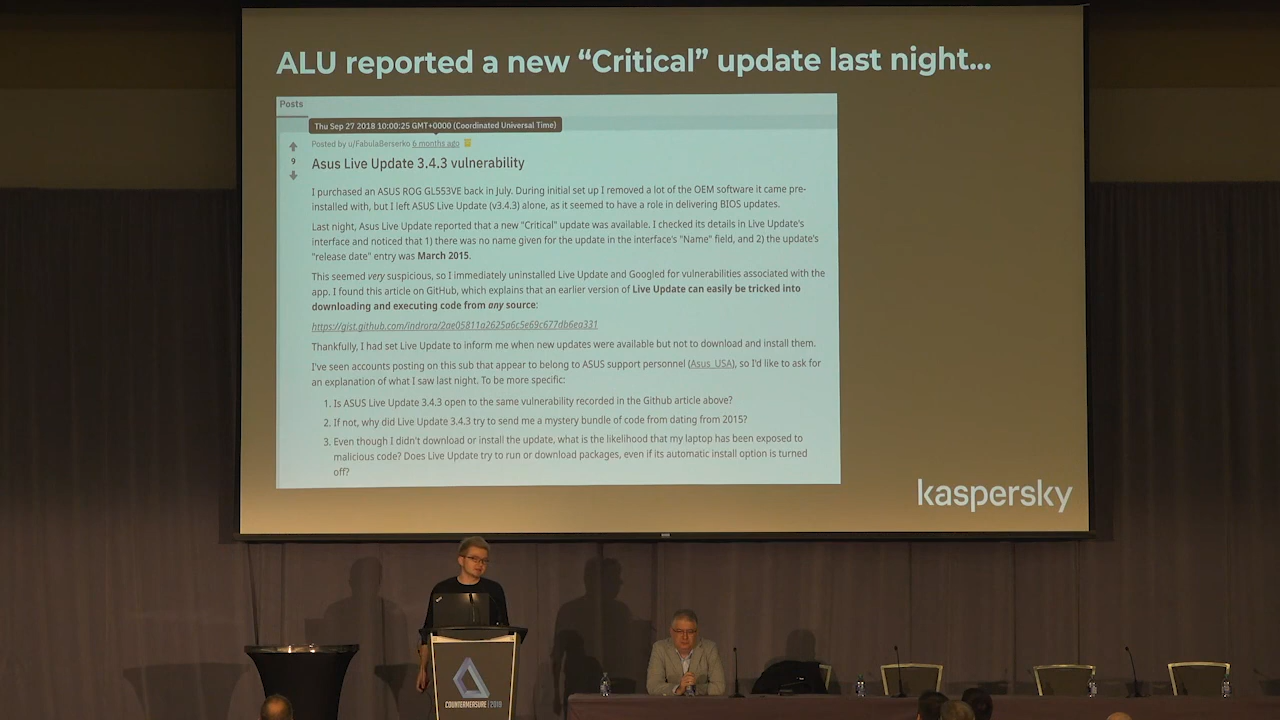 ALU reported a new “Critical” update last night...
Posts
Thu Sep 27 2018 10:00:25 GMT+0000 (Coordinated Universal Time)
Posted by u/FabulaBerserko 6 months ago
9
Asus Live Update 3.4.3 vulnerability
I purchased an ASUS ROG GL553VE back in July. During initial set up I removed a lot of the OEM software it came pre-
installed with, but I left ASUS Live Update (v3.4.3) alone, as it seemed to have a role in delivering BIOS updates.
Last night, Asus Live Update reported that a new "Critical" update was available. I checked its details in Live Update's
interface and noticed that 1) there was no name given for the update in the interface's "Name" field, and 2) the update's
"release date" entry was March 2015.
This seemed very suspicious, so I immediately uninstalled Live Update and Googled for vulnerabilities associated with the
app. I found this article on GitHub, which explains that an earlier version of Live Update can easily be tricked into
downloading and executing code from any source:
https://gist.github.com/indrora/2ae05811a2625a6c5e69c677db6ea331
Thankfully, I had set Live Update to inform me when new updates were available but not to download and install them.
I've seen accounts posting on this sub that appear to belong to ASUS support personnel (Asus_USA), so I'd like to ask for
an explanation of what I saw last night. To be more specific:
1. Is ASUS Live Update 3.4.3 open to the same vulnerability recorded in the Github article above?
2. If not, why did Live Update 3.4.3 try to send me a mystery bundle of code from dating from 2015?
3. Even though I didn't download or install the update, what is the likelihood that my laptop has been exposed to
malicious code? Does Live Update try to run or download packages, even if its automatic install option is turned
off?
kaspersky
COUNTERMEASURE | 2019